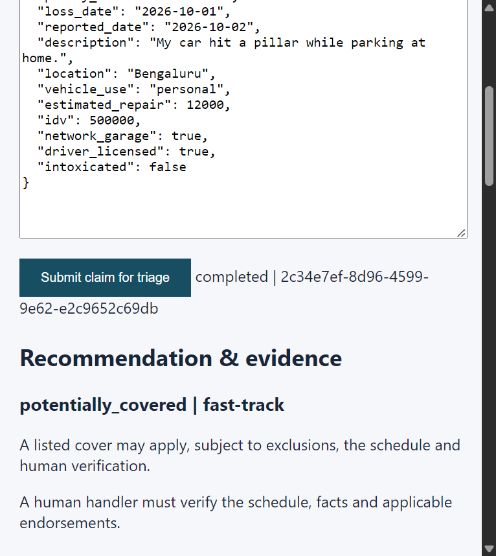 "loss_date": "2026-10-01",
"reported_date": "2026-10-02",
"description": "My car hit a pillar while parking at
home.",
"location": "Bengaluru",
"vehicle_use": "personal",
"estimated_repair": 12000,
"idv": 500000,
"network_garage": true,
"driver_licensed": true,
"intoxicated": false
}
Submit claim for triage completed | 2c34e7ef-8d96-4599-
9e62-e2c9652c69db
Recommendation & evidence
potentially_covered | fast-track
A listed cover may apply, subject to exclusions, the schedule and
human verification.
A human handler must verify the schedule, facts and applicable
endorsements.